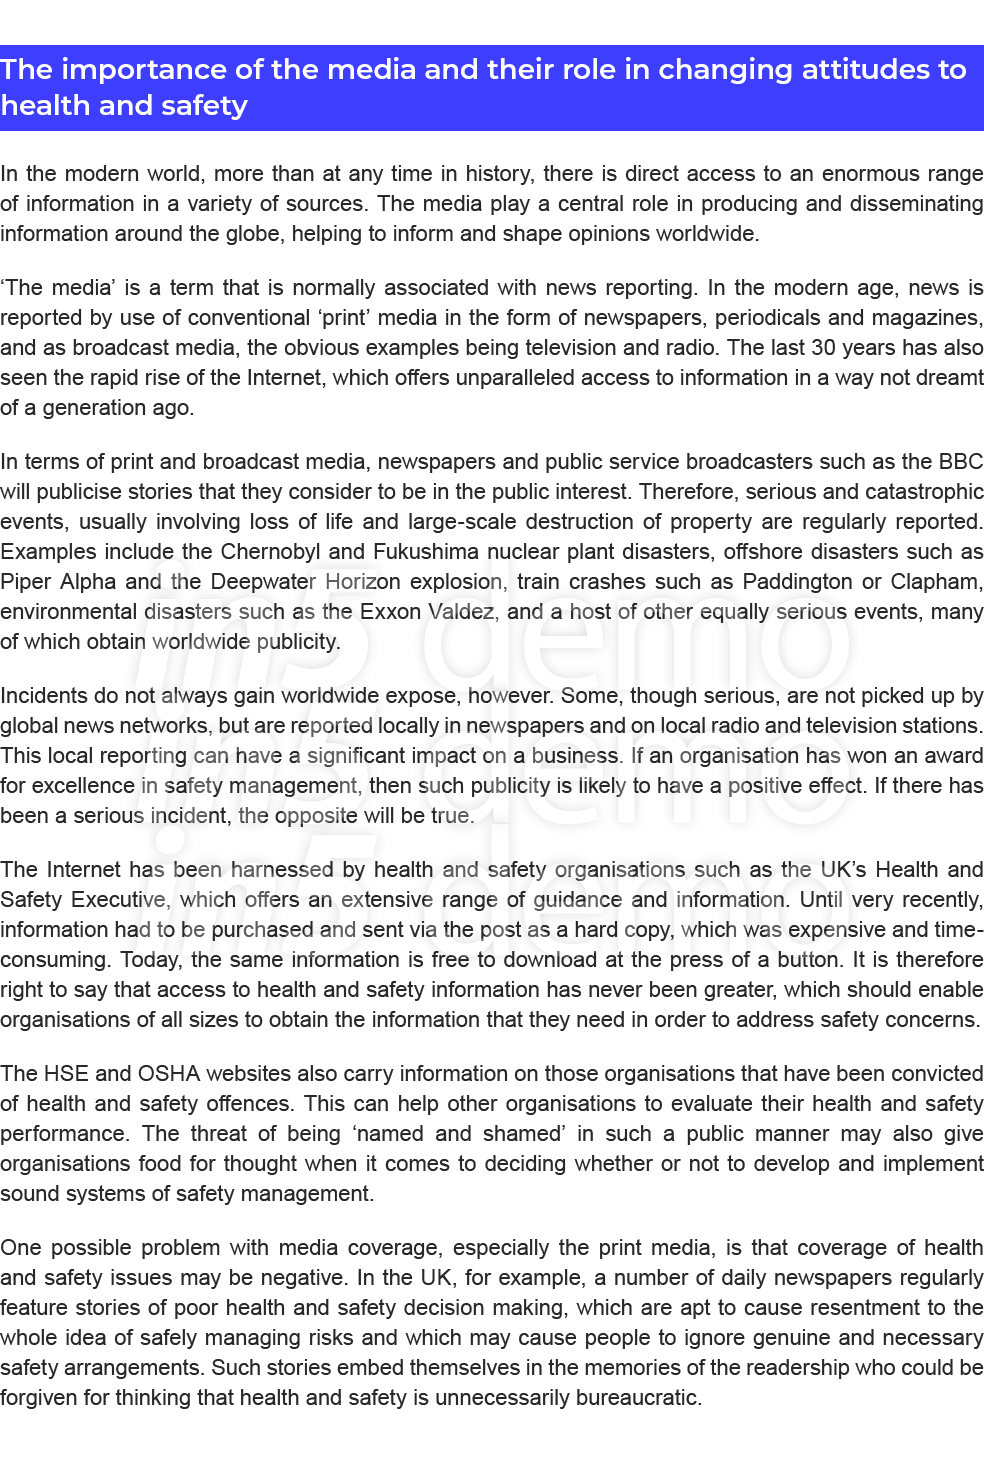 The importance of the media and their role in changing attitudes to
health and safety
In the modern world, more than at any time in history, there is direct access to an enormous range
of information in a variety of sources. The media play a central role in producing and disseminating
information around the globe, helping to inform and shape opinions worldwide.
‘The media’ is a term that is normally associated with news reporting. In the modern age, news is
reported by use of conventional ‘print’ media in the form of newspapers, periodicals and magazines,
and as broadcast media, the obvious examples being television and radio. The last 30 years has also
seen the rapid rise of the Internet, which offers unparalleled access to information in a way not dreamt
of a generation ago.
In terms of print and broadcast media, newspapers and public service broadcasters such as the BBC
will publicise stories that they consider to be in the public interest. Therefore, serious and catastrophic
events, usually involving loss of life and large-scale destruction of property are regularly reported.
Examples include the Chernobyl and Fukushima nuclear plant disasters, offshore disasters such as
Piper Alpha and the Deepwater Horizon explosion, train crashes such as Paddington or Clapham,
environmental disasters such as the Exxon Valdez, and a host of other equally serious events, many
of which obtain worldwide publicity.
Incidents do not always gain worldwide expose, however. Some, though serious, are not picked up by
global news networks, but are reported locally in newspapers and on local radio and television stations.
This local reporting can have a significant impact on a business. If an organisation has won an award
for excellence in safety management, then such publicity is likely to have a positive effect. If there has
been a serious incident, the opposite will be true.
The Internet has been harnessed by health and safety organisations such as the UK’s Health and
Safety Executive, which offers an extensive range of guidance and information. Until very recently,
information had to be purchased and sent via the post as a hard copy, which was expensive and time-
consuming. Today, the same information is free to download at the press of a button. It is therefore
right to say that access to health and safety information has never been greater, which should enable
organisations of all sizes to obtain the information that they need in order to address safety concerns.
The HSE and OSHA websites also carry information on those organisations that have been convicted
of health and safety offences. This can help other organisations to evaluate their health and safety
performance. The threat of being ‘named and shamed’ in such a public manner may also give
organisations food for thought when it comes to deciding whether or not to develop and implement
sound systems of safety management.
One possible problem with media coverage, especially the print media, is that coverage of health
and safety issues may be negative. In the UK, for example, a number of daily newspapers regularly
feature stories of poor health and safety decision making, which are apt to cause resentment to the
whole idea of safely managing risks and which may cause people to ignore genuine and necessary
safety arrangements. Such stories embed themselves in the memories of the readership who could be
forgiven for thinking that health and safety is unnecessarily bureaucratic.
in5 demo
in5 demo
in5 demo